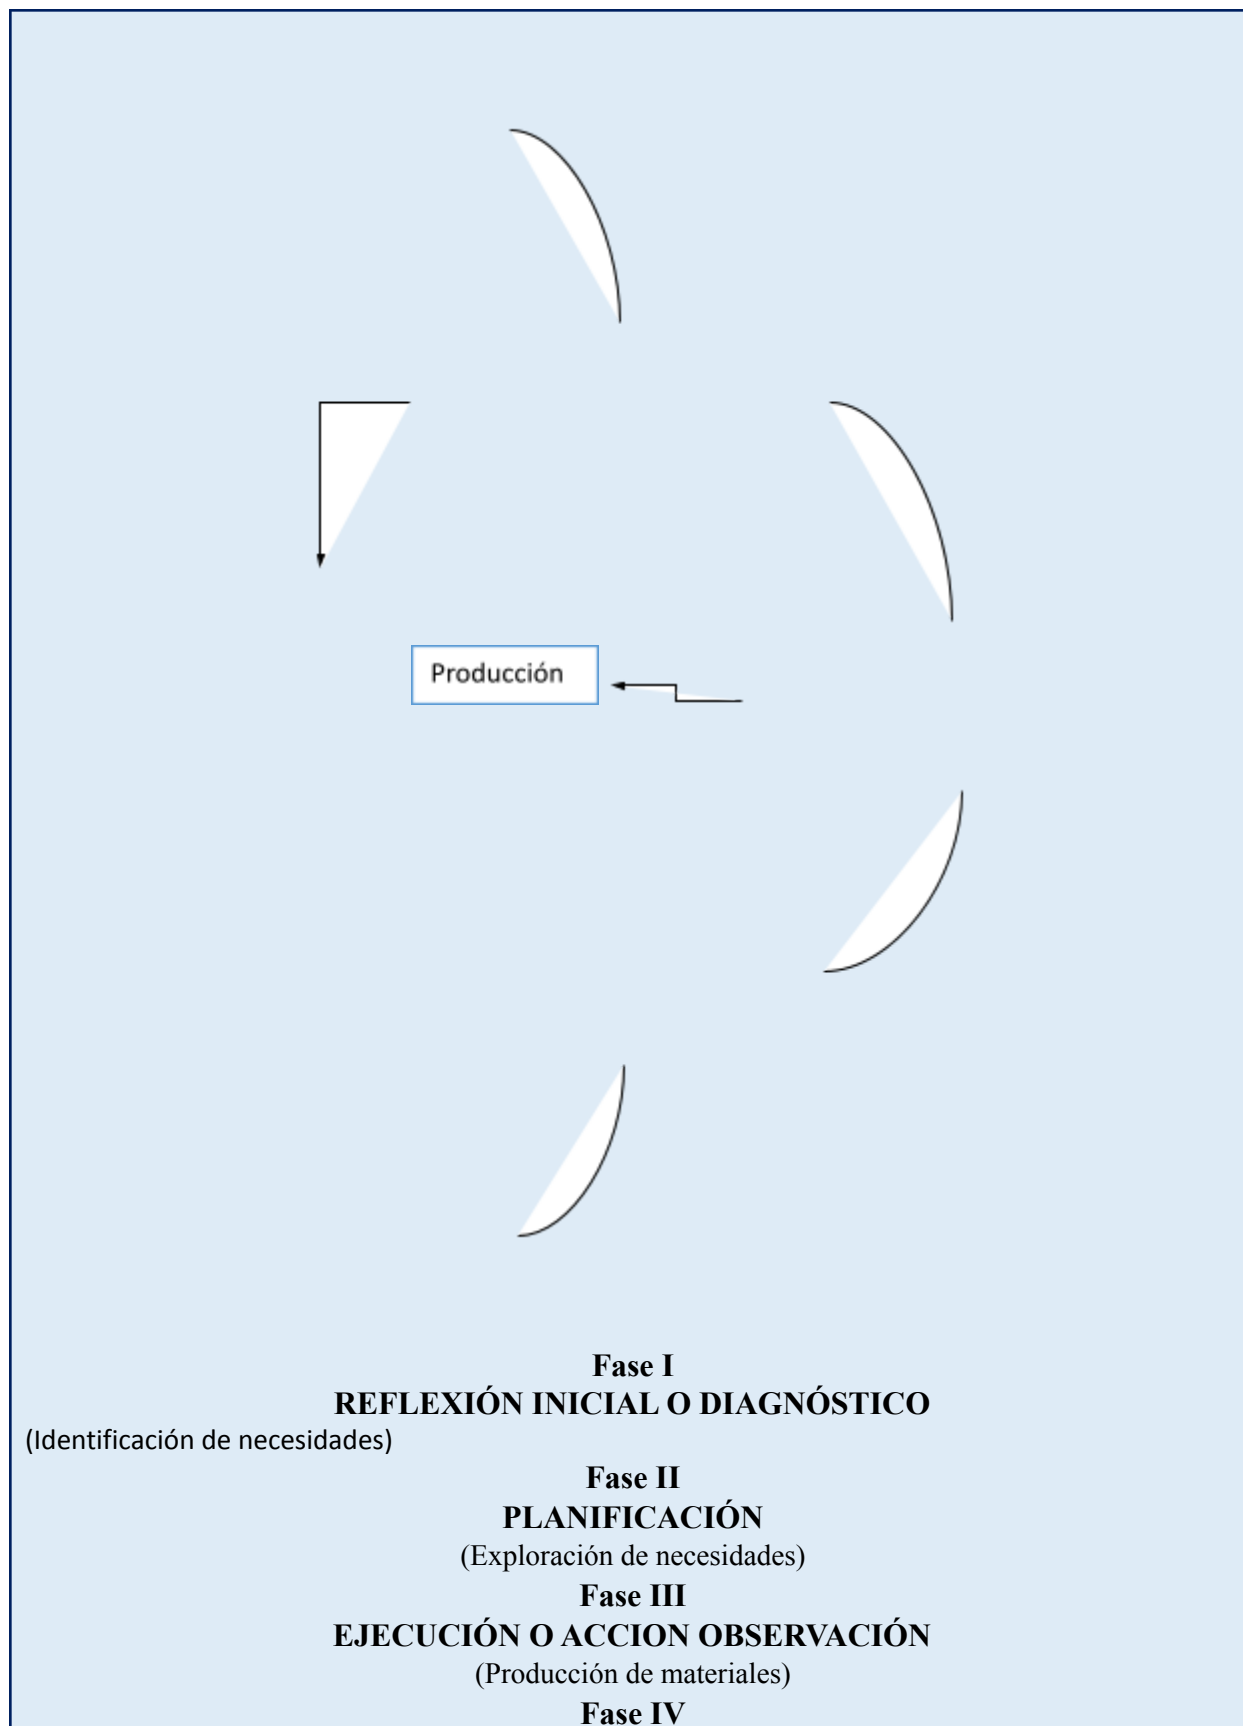 Producción
Fase I
REFLEXIÓN INICIAL O DIAGNÓSTICO
(Identificación de necesidades)
Fase II
PLANIFICACIÓN
(Exploración de necesidades)
Fase III
EJECUCIÓN O ACCION OBSERVACIÓN
(Producción de materiales)
Fase IV